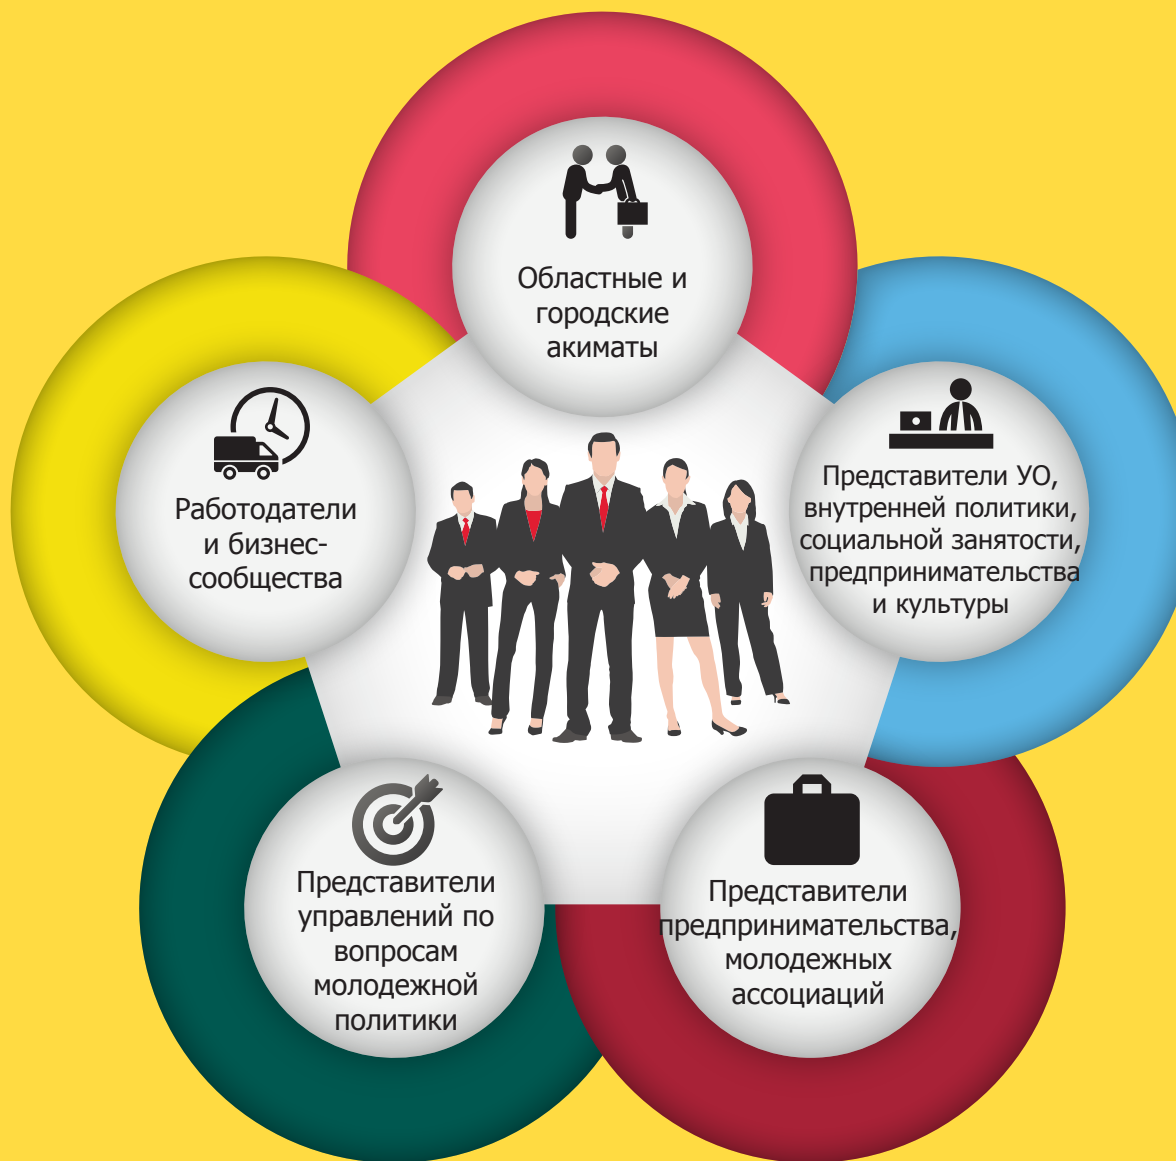 Областные и
городские
акиматы
Представители УО,
внутренней политики,
социальной занятости,
предпринимательства
и культуры
Представители
предпринимательства,
молодежных
ассоциаций
Представители
управлений по
вопросам
молодежной
политики
Работодатели
и бизнес-
сообщества